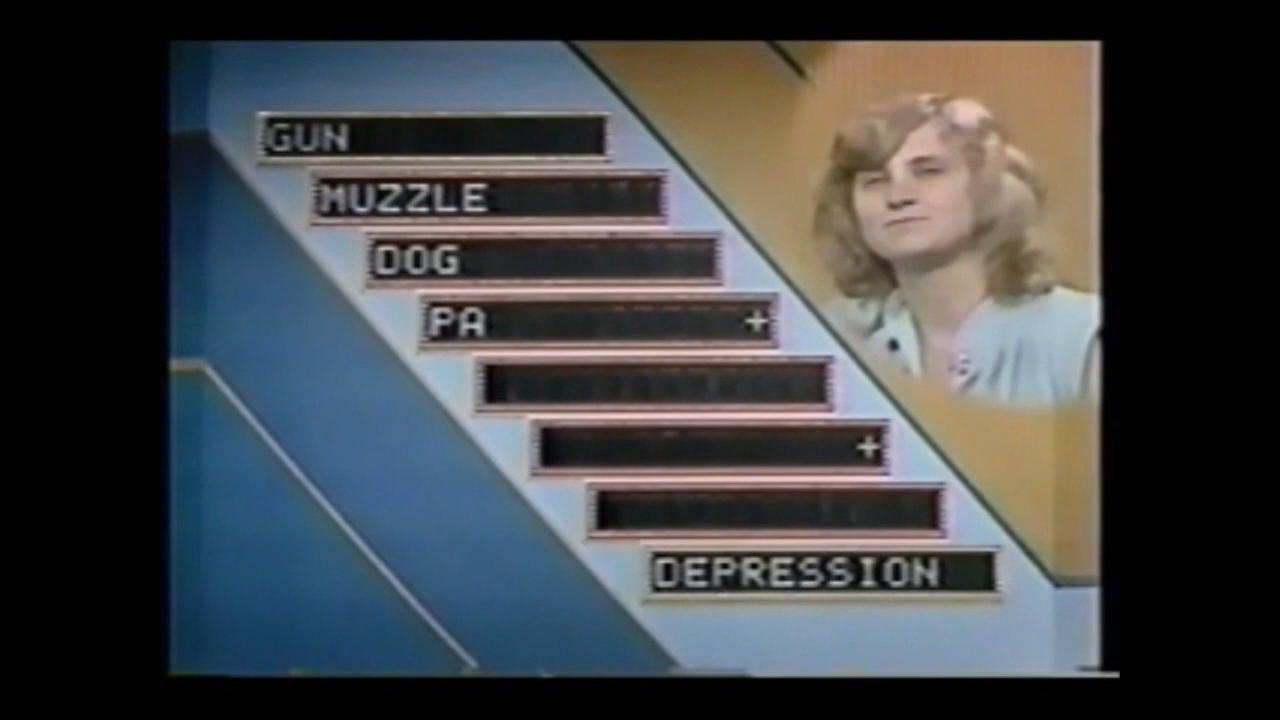 GUN
MUZZLE
DOG
PA +
+
DEPRESSION